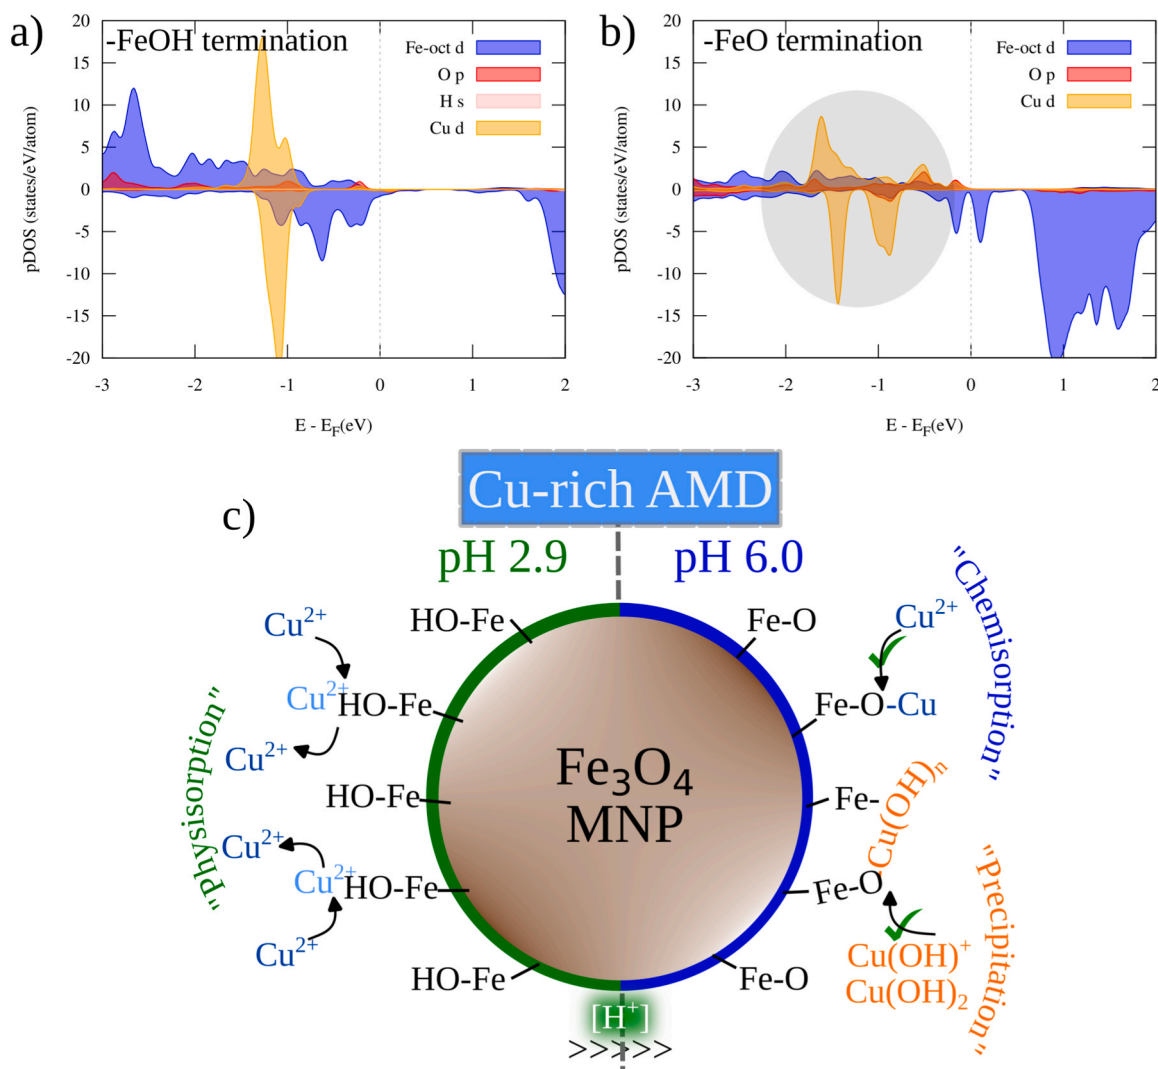 a)
-FeOH termination
Fe-oct d
O p
H s
Cu d
pDOS (states/eV/atom)
20
15
10
5
0
-5
-10
-15
-20
-3
-2
-1
0
1
2
E - E_F(eV)
b)
-FeO termination
Fe-oct d
O p
Cu d
pDOS (states/eV/atom)
20
15
10
5
0
-5
-10
-15
-20
-3
-2
-1
0
1
2
E - E_F(eV)
c)
Cu-rich AMD
pH 2.9
pH 6.0
"Physisorption"
Cu²⁺
Cu²⁺
Cu²⁺
Cu²⁺
Cu²⁺
Cu²⁺
HO-Fe
HO-Fe
HO-Fe
HO-Fe
HO-Fe
Fe₃O₄
MNP
Fe-O
Cu²⁺
Fe-O-Cu
Fe-
Fe-O-Cu(OH)ₙ
Fe-O
"Chemisorption"
"Precipitation"
Cu(OH)⁺
Cu(OH)₂
[H⁺]
>>>>>